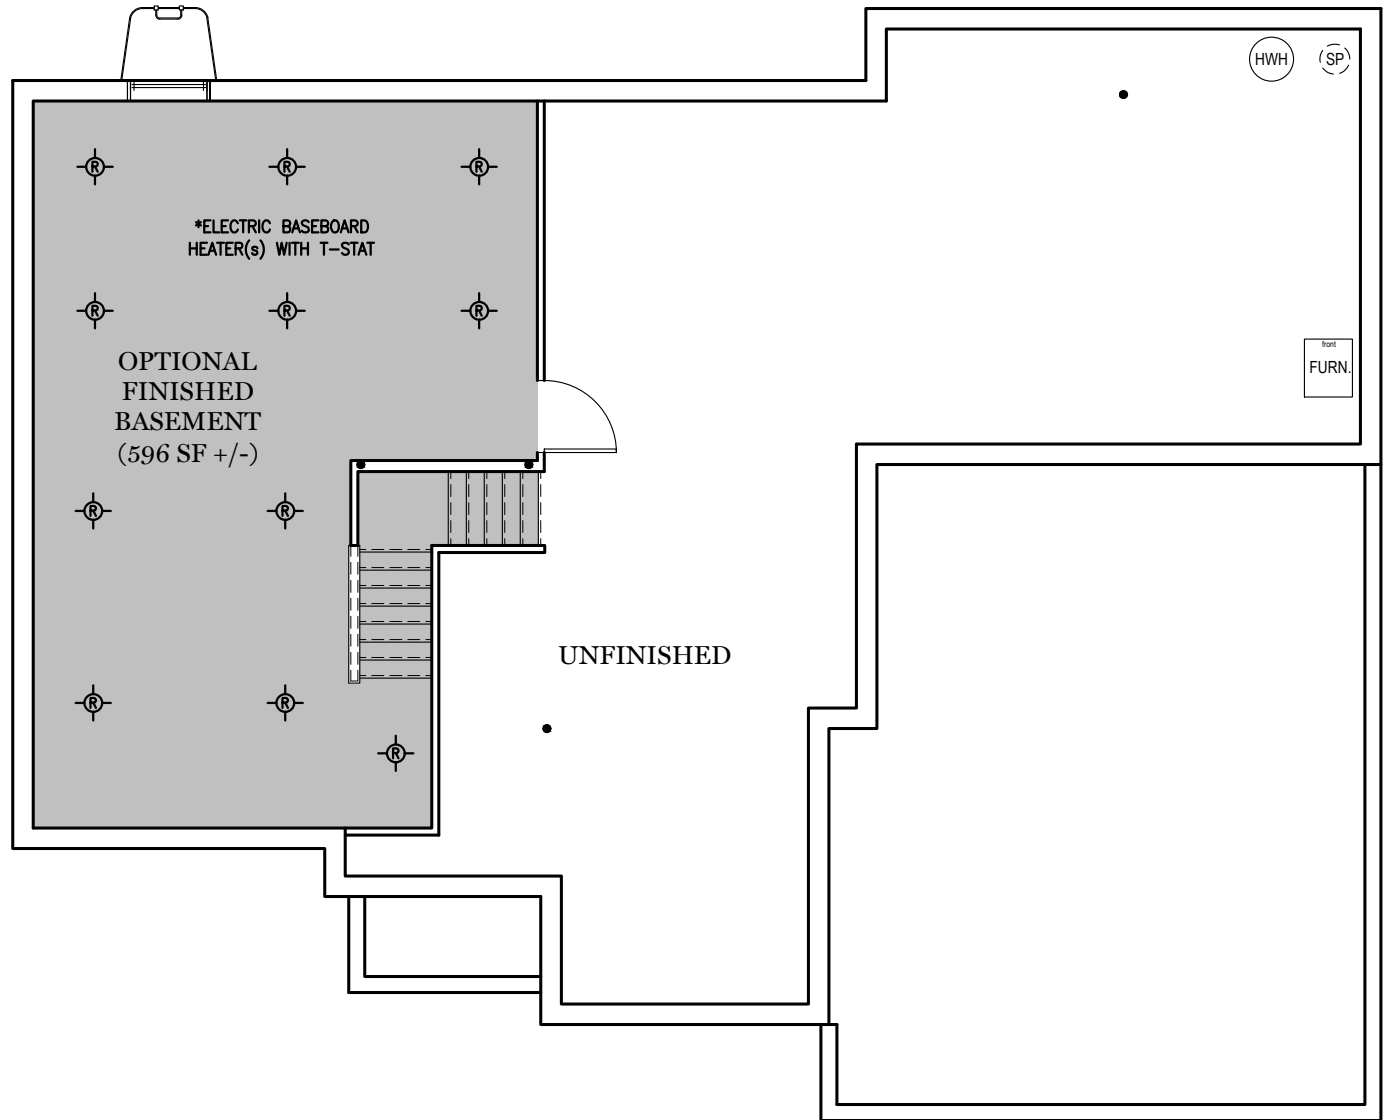 HWH
SP
R
R
R
*ELECTRIC BASEBOARD
HEATER(s) WITH T-STAT
R
R
R
front
FURN.
OPTIONAL
FINISHED
BASEMENT
(596 SF +/-)
R
R
UNFINISHED
R
R
R